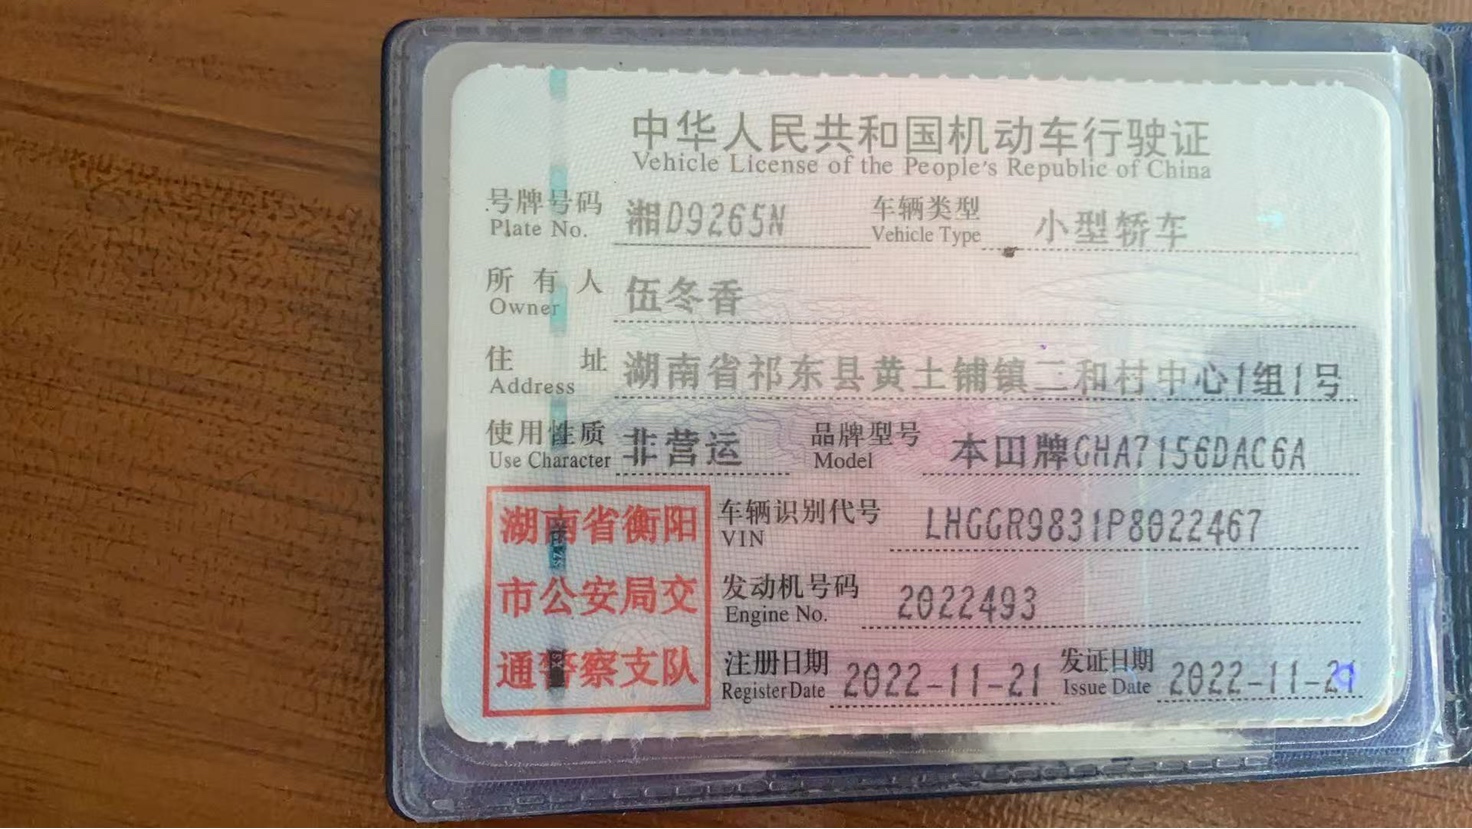 中华人民共和国机动车行驶证
Vehicle License of the People's Republic of China
号牌号码 湘D9265N 车辆类型 小型轿车
Plate No. Vehicle Type
所有人 伍冬香
Owner
住址 湖南省祁东县黄土铺镇三和村中心1组1号
Address
使用性质 非营运 品牌型号 本田牌GHA7156DAC6A
Use Character Model
湖南省衡阳
市公安局交
通警察支队
车辆识别代号 LHGGR9831P8022467
VIN
发动机号码 2022493
Engine No.
注册日期 2022-11-21 发证日期 2022-11-21
Register Date Issue Date